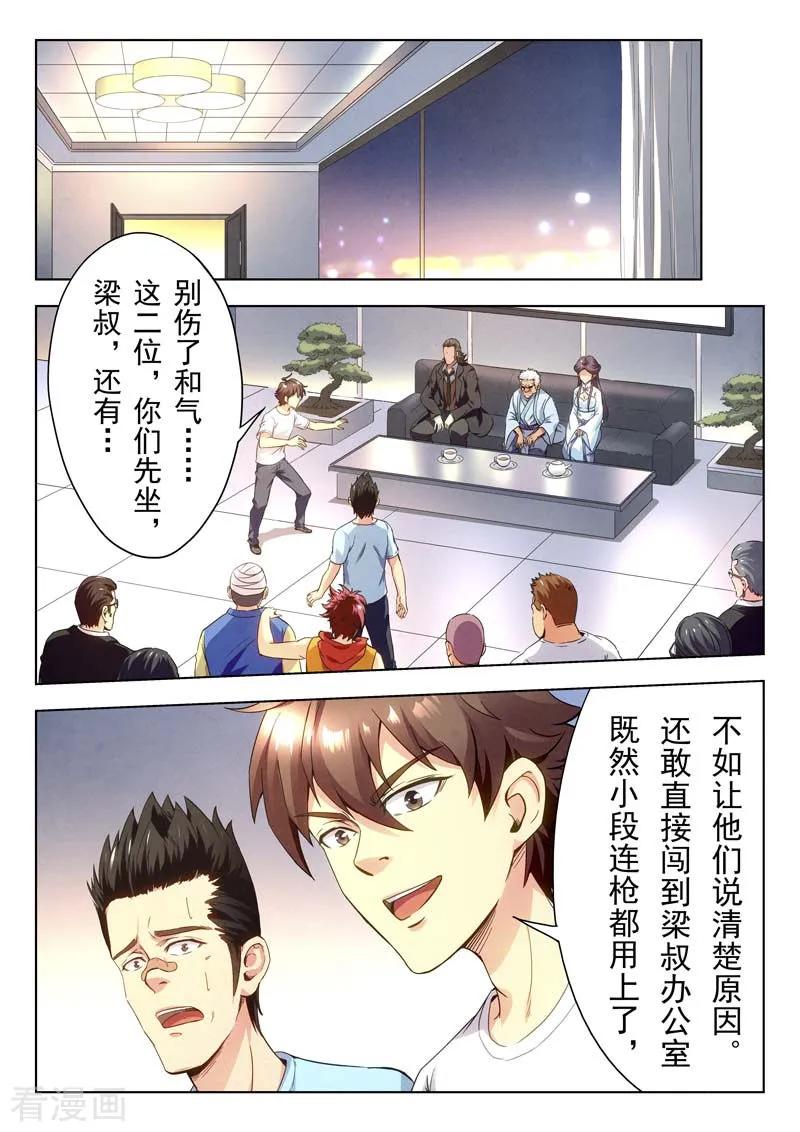 梁叔，还有…
这二位，你们先坐，
别伤了和气……
既然小段连枪都用上了，
还敢直接闯到梁叔办公室
不如让他们说清楚原因。
看漫画